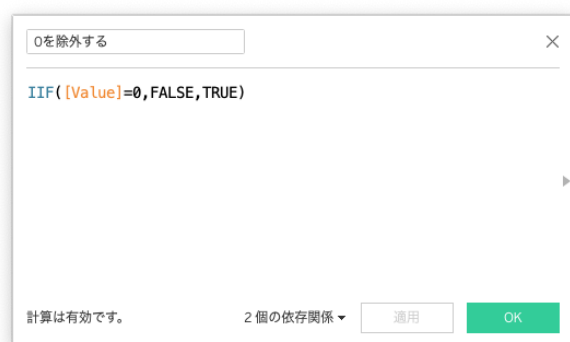 0を除外する
IIF([Value]=0,FALSE,TRUE)
計算は有効です。
2 個の依存関係
適用
OK